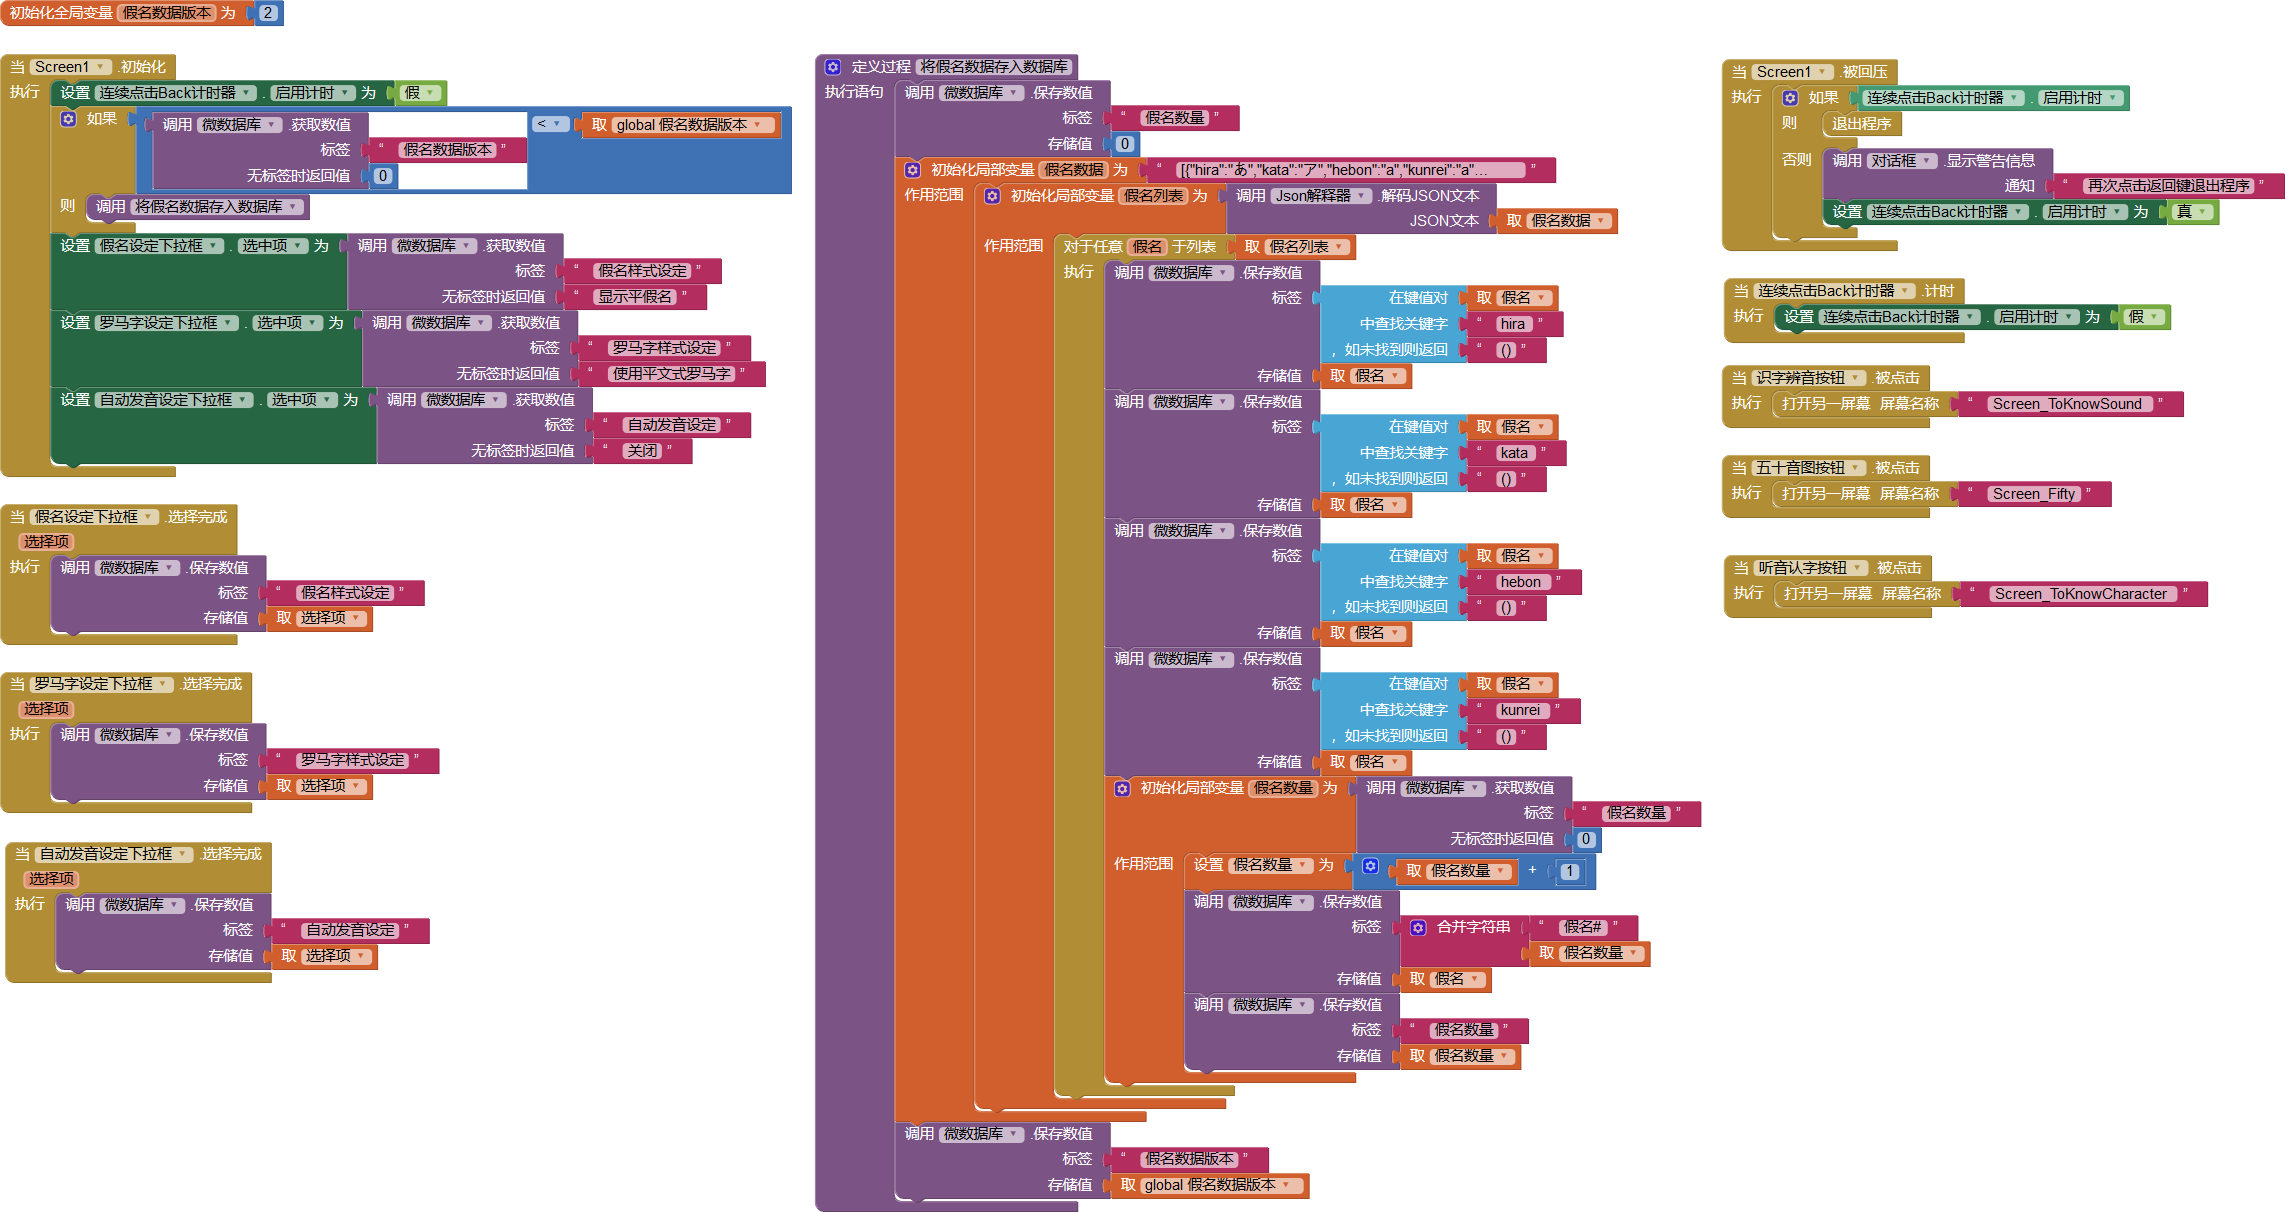 初始化全局变量 假名数据版本 为 2
当 Screen1 .初始化
执行 设置 连续点击Back计时器 . 启用计时 为 假
如果 调用 微数据库 .获取数值 < 取 global 假名数据版本
标签 “ 假名数据版本 ”
无标签时返回值 0
则 调用 将假名数据存入数据库
设置 假名设定下拉框 . 选中项 为 调用 微数据库 .获取数值
标签 “ 假名样式设定 ”
无标签时返回值 “ 显示平假名 ”
设置 罗马字设定下拉框 . 选中项 为 调用 微数据库 .获取数值
标签 “ 罗马字样式设定 ”
无标签时返回值 “ 使用平文式罗马字 ”
设置 自动发音设定下拉框 . 选中项 为 调用 微数据库 .获取数值
标签 “ 自动发音设定 ”
无标签时返回值 “ 关闭 ”
当 假名设定下拉框 .选择完成
选择项
执行 调用 微数据库 .保存数值
标签 “ 假名样式设定 ”
存储值 取 选择项
当 罗马字设定下拉框 .选择完成
选择项
执行 调用 微数据库 .保存数值
标签 “ 罗马字样式设定 ”
存储值 取 选择项
当 自动发音设定下拉框 .选择完成
选择项
执行 调用 微数据库 .保存数值
标签 “ 自动发音设定 ”
存储值 取 选择项
定义过程 将假名数据存入数据库
执行语句 调用 微数据库 .保存数值
标签 “ 假名数量 ”
存储值 0
初始化局部变量 假名数据 为 “ [{"hira":"あ","kata":"ア","hebon":"a","kunrei":"a"... ”
作用范围 初始化局部变量 假名列表 为 调用 Json解释器 .解码JSON文本
JSON文本 取 假名数据
作用范围 对于任意 假名 于列表 取 假名列表
执行 调用 微数据库 .保存数值
标签 在键值对 取 假名
中查找关键字 “ hira ”
，如未找到则返回 “ () ”
存储值 取 假名
调用 微数据库 .保存数值
标签 在键值对 取 假名
中查找关键字 “ kata ”
，如未找到则返回 “ () ”
存储值 取 假名
调用 微数据库 .保存数值
标签 在键值对 取 假名
中查找关键字 “ hebon ”
，如未找到则返回 “ () ”
存储值 取 假名
调用 微数据库 .保存数值
标签 在键值对 取 假名
中查找关键字 “ kunrei ”
，如未找到则返回 “ () ”
存储值 取 假名
初始化局部变量 假名数量 为 调用 微数据库 .获取数值
标签 “ 假名数量 ”
无标签时返回值 0
作用范围 设置 假名数量 为 取 假名数量 + 1
调用 微数据库 .保存数值
标签 合并字符串 “ 假名# ”
取 假名数量
存储值 取 假名
调用 微数据库 .保存数值
标签 “ 假名数量 ”
存储值 取 假名数量
调用 微数据库 .保存数值
标签 “ 假名数据版本 ”
存储值 取 global 假名数据版本
当 Screen1 .被回压
执行 如果 连续点击Back计时器 . 启用计时
则 退出程序
否则 调用 对话框 .显示警告信息
通知 “ 再次点击返回键退出程序 ”
设置 连续点击Back计时器 . 启用计时 为 真
当 连续点击Back计时器 .计时
执行 设置 连续点击Back计时器 . 启用计时 为 假
当 识字辨音按钮 .被点击
执行 打开另一屏幕 屏幕名称 “ Screen_ToKnowSound ”
当 五十音图按钮 .被点击
执行 打开另一屏幕 屏幕名称 “ Screen_Fifty ”
当 听音认字按钮 .被点击
执行 打开另一屏幕 屏幕名称 “ Screen_ToKnowCharacter ”